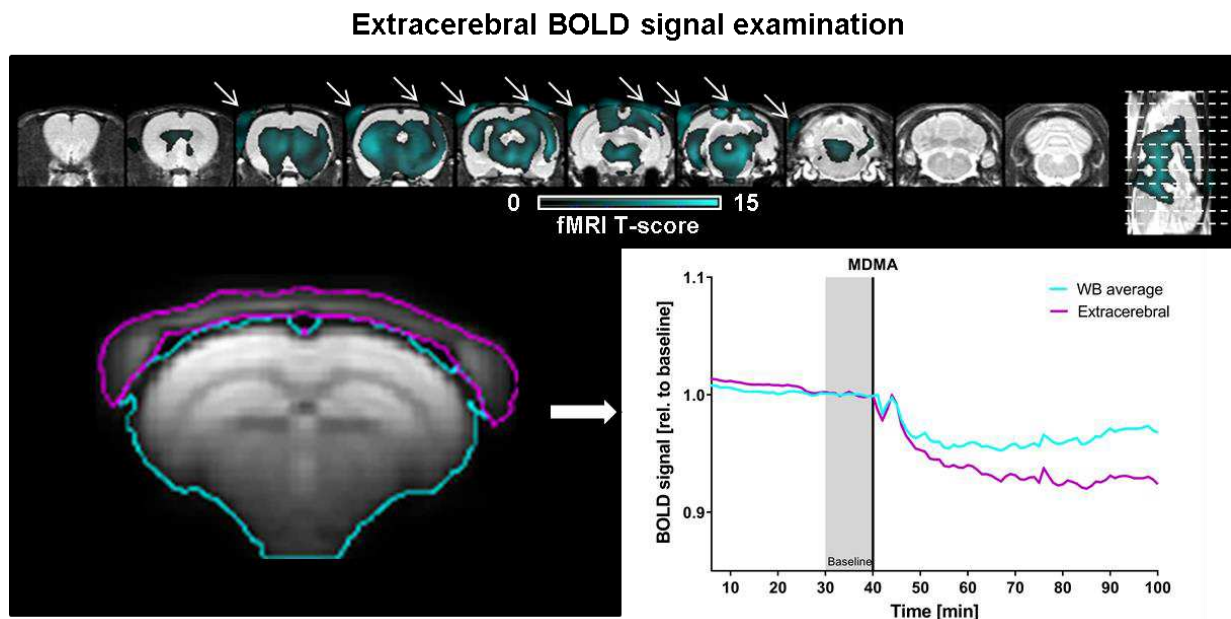 Extracerebral BOLD signal examination
0 15
fMRI T-score
MDMA
WB average
Extracerebral
BOLD signal [rel. to baseline]
1.1
1.0
0.9
Baseline
10 20 30 40 50 60 70 80 90 100
Time [min]